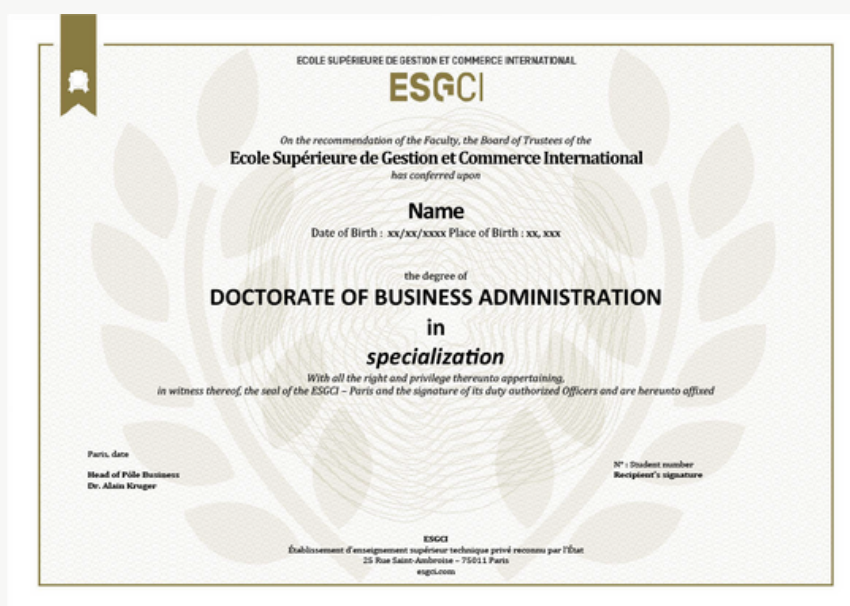 ECOLE SUPÉRIEURE DE GESTION ET COMMERCE INTERNATIONAL
ESGCI
On the recommendation of the Faculty, the Board of Trustees of the
Ecole Supérieure de Gestion et Commerce International
has conferred upon
Name
Date of Birth : xx/xx/xxxx Place of Birth : xx, xxx
the degree of
DOCTORATE OF BUSINESS ADMINISTRATION
in
specialization
With all the right and privilege thereunto appertaining,
in witness thereof, the seal of the ESGCI – Paris and the signature of its duty authorized Officers and are hereunto affixed
Paris, date
Head of Pôle Business
Dr. Alain Kruger
N° : Student number
Recipient's signature
ESGCI
Établissement d'enseignement supérieur technique privé reconnu par l'État
25 Rue Saint-Ambroise – 75011 Paris
esgci.com